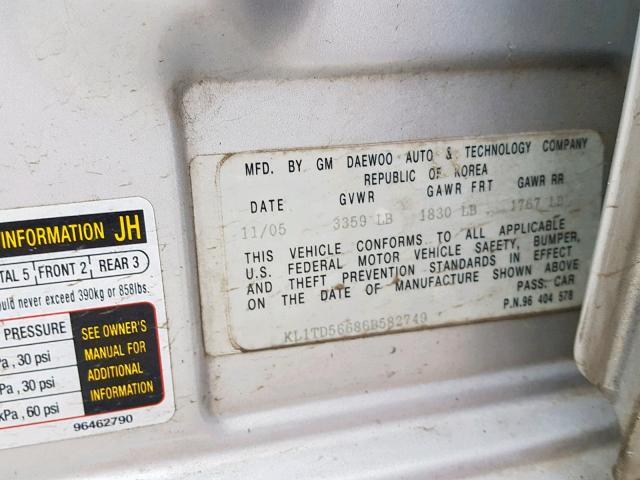 INFORMATION JH
TAL 5 FRONT 2 REAR 3
ould never exceed 390kg or 858lbs.
PRESSURE
Pa , 30 psi
Pa , 30 psi
kPa, 60 psi
SEE OWNER'S
MANUAL FOR
ADDITIONAL
INFORMATION
96462790
MFD. BY GM DAEWOO AUTO & TECHNOLOGY COMPANY
REPUBLIC OF KOREA
DATE GVWR GAWR FRT GAWR RR
11/05 3359 LB 1830 LB 1767 LB
THIS VEHICLE CONFORMS TO ALL APPLICABLE
U.S. FEDERAL MOTOR VEHICLE SAFETY, BUMPER,
AND THEFT PREVENTION STANDARDS IN EFFECT
ON THE DATE OF MANUFACTURE SHOWN ABOVE
PASS. CAR
P.N.96 404 578
KL1TD56686B582749